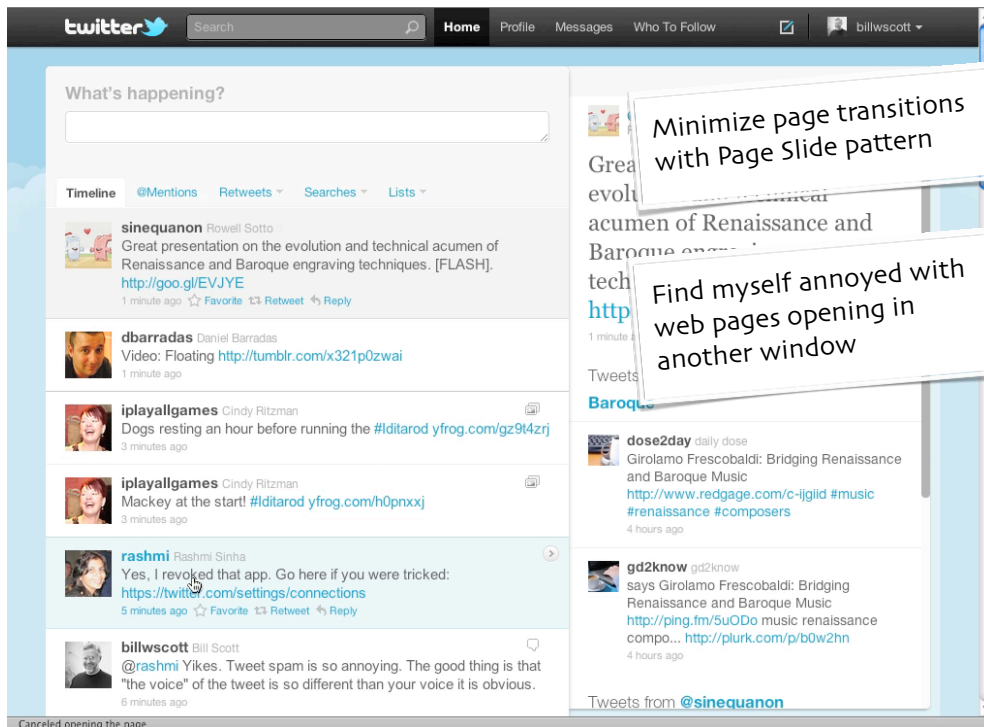 twitter
Search
Home Profile Messages Who To Follow
billwscott
What's happening?
Timeline @Mentions Retweets Searches Lists
sinequanon Rowell Sotto
Great presentation on the evolution and technical acumen of
Renaissance and Baroque engraving techniques. [FLASH].
http://goo.gl/EVJYE
1 minute ago Favorite Retweet Reply
dbarradas Daniel Barradas
Video: Floating http://tumblr.com/x321p0zwai
1 minute ago
iplayallgames Cindy Ritzman
Dogs resting an hour before running the #Iditarod yfrog.com/gz9t4zrj
3 minutes ago
iplayallgames Cindy Ritzman
Mackey at the start! #Iditarod yfrog.com/h0pnxxj
3 minutes ago
rashmi Rashmi Sinha
Yes, I revoked that app. Go here if you were tricked:
https://twitter.com/settings/connections
5 minutes ago Favorite Retweet Reply
billwscott Bill Scott
@rashmi Yikes. Tweet spam is so annoying. The good thing is that
"the voice" of the tweet is so different than your voice it is obvious.
6 minutes ago
Minimize page transitions
with Page Slide pattern
acumen of Renaissance and
Baroque
Find myself annoyed with
web pages opening in
another window
1 minute
Tweets
Baroque
dose2day daily dose
Girolamo Frescobaldi: Bridging Renaissance
and Baroque Music
http://www.redgage.com/c-ijgiid #music
#renaissance #composers
4 hours ago
gd2know gd2know
says Girolamo Frescobaldi: Bridging
Renaissance and Baroque Music
http://ping.fm/5uODo music renaissance
compo... http://plurk.com/p/b0w2hn
4 hours ago
Tweets from @sinequanon
Canceled opening the page